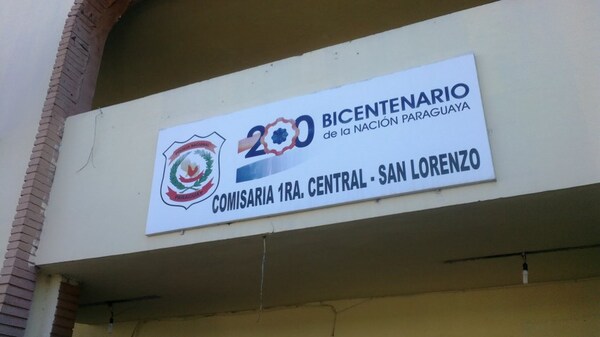 200
BICENTENARIO
de la NACIÓN PARAGUAYA
COMISARIA 1RA. CENTRAL - SAN LORENZO